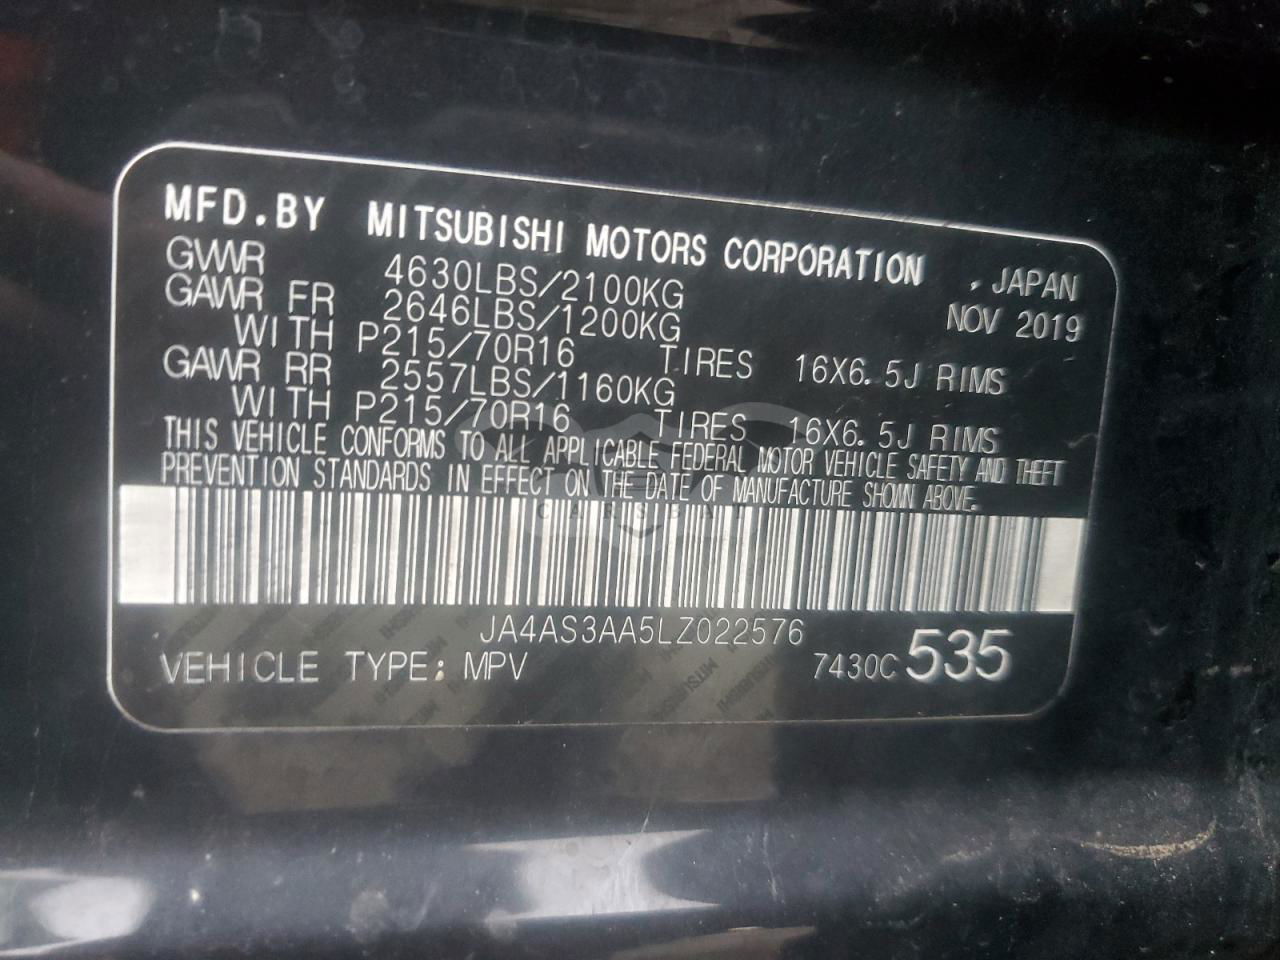 MFD.BY MITSUBISHI MOTORS CORPORATION , JAPAN
GVWR 4630LBS/2100KG NOV 2019
GAWR FR 2646LBS/1200KG
WITH P215/70R16 TIRES 16X6.5J RIMS
GAWR RR 2557LBS/1160KG
WITH P215/70R16 TIRES 16X6.5J RIMS
THIS VEHICLE CONFORMS TO ALL APPLICABLE FEDERAL MOTOR VEHICLE SAFETY AND THEFT
PREVENTION STANDARDS IN EFFECT ON THE DATE OF MANUFACTURE SHOWN ABOVE.
CARSBAT
JA4AS3AA5LZ022576
VEHICLE TYPE: MPV 7430C 535